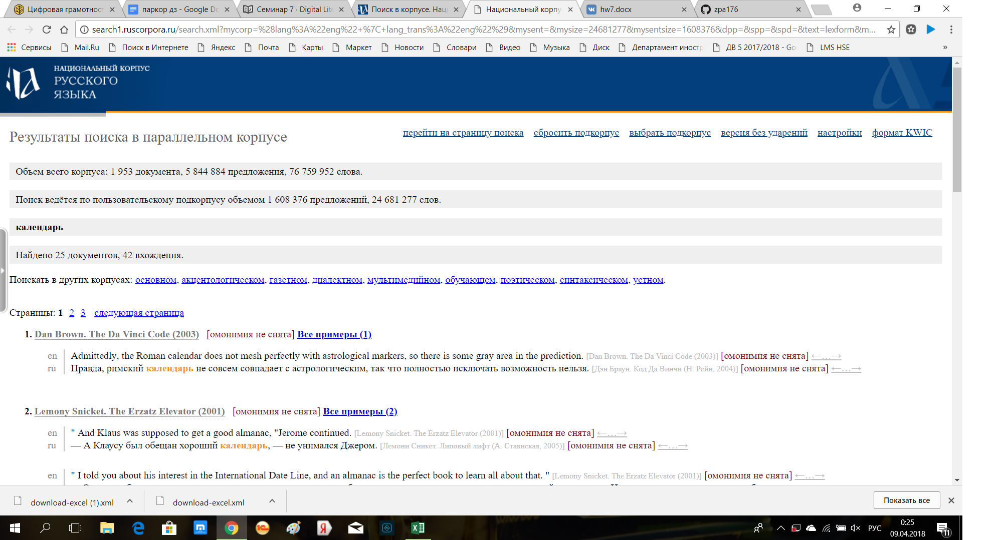 Цифровая грамотност
паркор дз - Google Do
Семинар 7 · Digital Lite
Поиск в корпусе. Наци
Национальный корпу
hw7.docx
zpa176
search1.ruscorpora.ru/search.xml?mycorp=%28lang%3A%22eng%22+%7C+lang_trans%3A%22eng%22%29&mysent=&mysize=24681277&mysentsize=1608376&dpp=&spp=&spd=&text=lexform&m...
Сервисы Mail.Ru Поиск в Интернете Яндекс Почта Карты Маркет Новости Словари Видео Музыка Диск Департамент иностр ДВ 5 2017/2018 - Go LMS HSE »
НАЦИОНАЛЬНЫЙ КОРПУС
РУССКОГО
ЯЗЫКА
Результаты поиска в параллельном корпусе
перейти на страницу поиска сбросить подкорпус выбрать подкорпус версия без ударений настройки формат KWIC
Объем всего корпуса: 1 953 документа, 5 844 884 предложения, 76 759 952 слова.
Поиск ведётся по пользовательскому подкорпусу объемом 1 608 376 предложений, 24 681 277 слов.
календарь
Найдено 25 документов, 42 вхождения.
Поискать в других корпусах: основном, акцентологическом, газетном, диалектном, мультимедийном, обучающем, поэтическом, синтаксическом, устном.
Страницы: 1 2 3 следующая страница
1. Dan Brown. The Da Vinci Code (2003) [омонимия не снята] Все примеры (1)
en Admittedly, the Roman calendar does not mesh perfectly with astrological markers, so there is some gray area in the prediction. [Dan Brown. The Da Vinci Code (2003)] [омонимия не снята] ←…→
ru Правда, римский календарь не совсем совпадает с астрологическим, так что полностью исключать возможность нельзя. [Дэн Браун. Код Да Винчи (Н. Рейн, 2004)] [омонимия не снята] ←…→
2. Lemony Snicket. The Erzatz Elevator (2001) [омонимия не снята] Все примеры (2)
en " And Klaus was supposed to get a good almanac, "Jerome continued. [Lemony Snicket. The Erzatz Elevator (2001)] [омонимия не снята] ←…→
ru — А Клаусу был обещан хороший календарь, — не унимался Джером. [Лемони Сникет. Липовый лифт (А. Ставиская, 2005)] [омонимия не снята] ←…→
en " I told you about his interest in the International Date Line, and an almanac is the perfect book to learn all about that. " [Lemony Snicket. The Erzatz Elevator (2001)] [омонимия не снята] ←…→
download-excel (1).xml
download-excel.xml
Показать все
РУС
0:25
09.04.2018
11